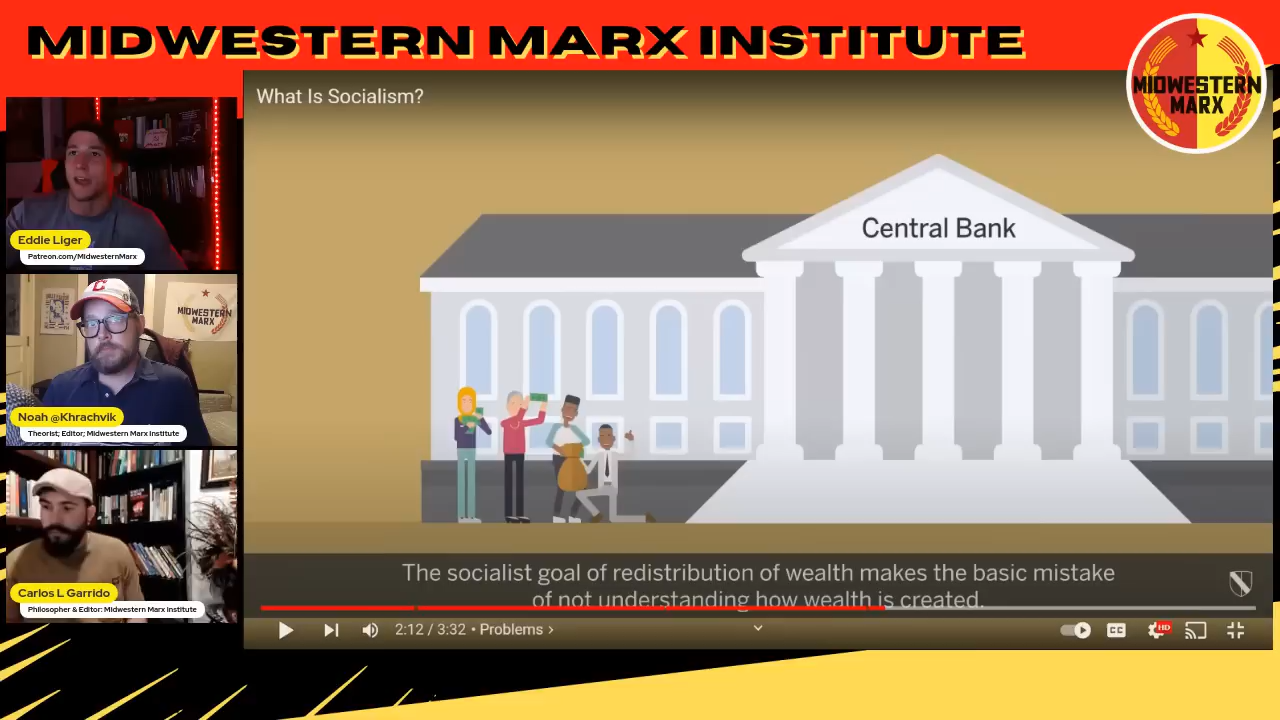 MIDWESTERN MARX INSTITUTE
MIDWESTERN
MARX
What Is Socialism?
Central Bank
Eddie Liger
Patreon.com/MidwesternMarx
MIDWESTERN
MARX
Noah @Khrachvik
Theorist; Editor; Midwestern Marx Institute
Carlos L Garrido
Philosopher & Editor: Midwestern Marx Institute
The socialist goal of redistribution of wealth makes the basic mistake
of not understanding how wealth is created.
2:12 / 3:32 • Problems ›
CC
HD